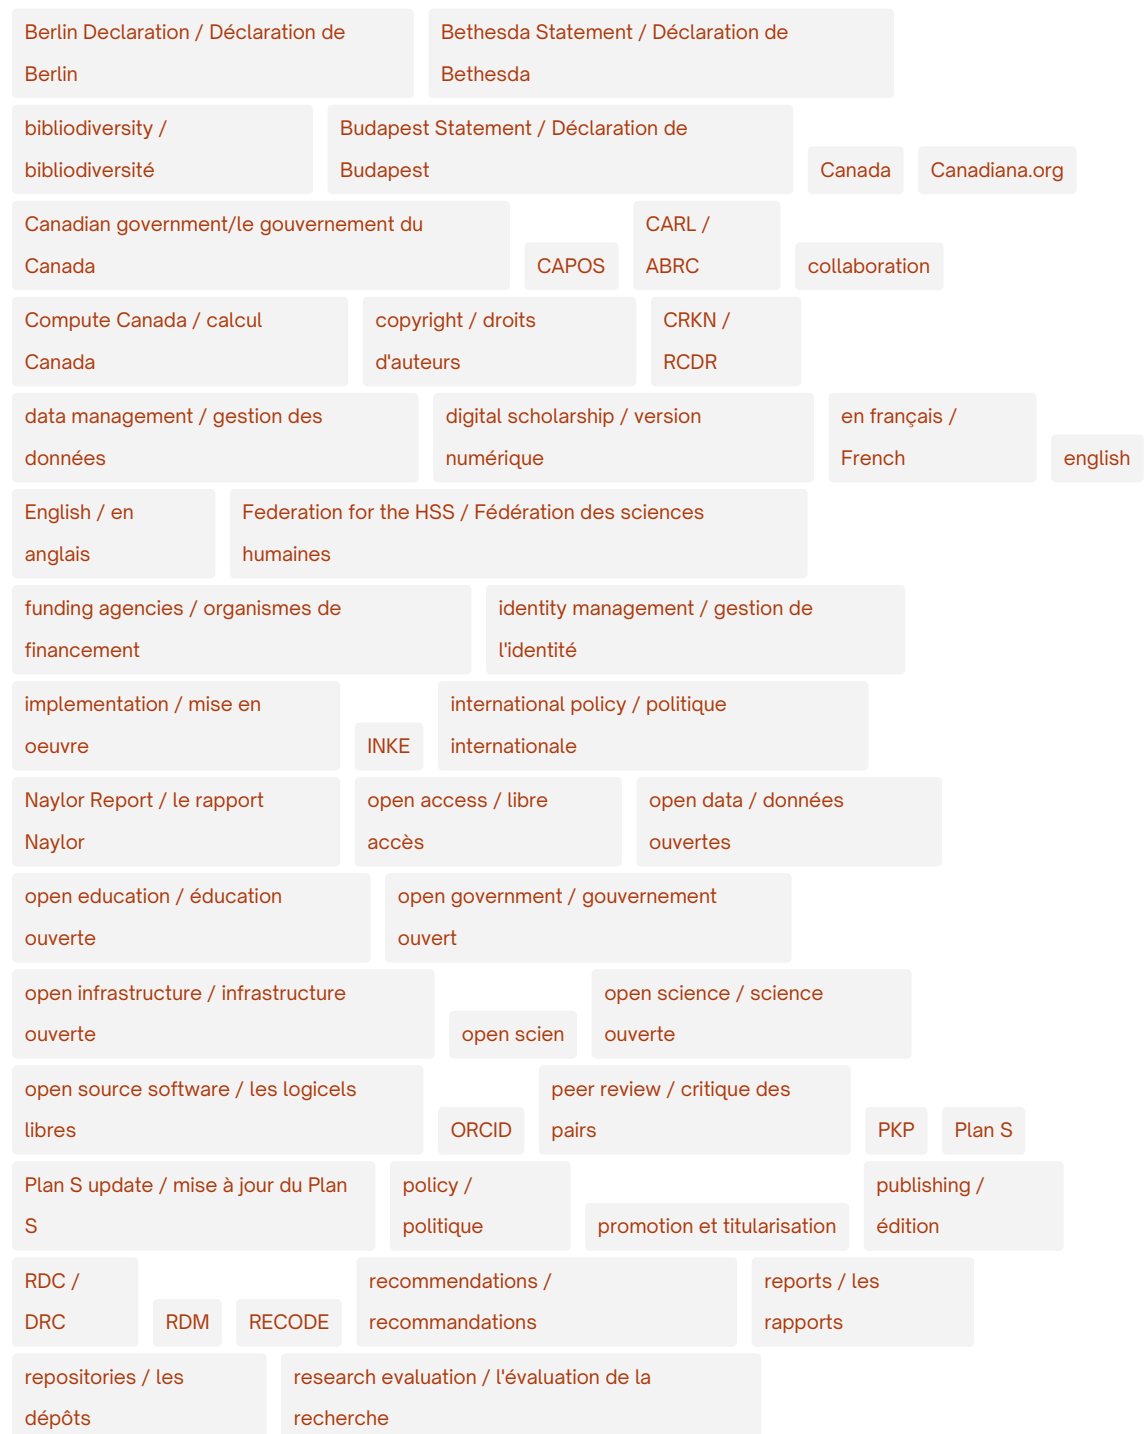 Berlin Declaration / Déclaration de
Berlin
Bethesda Statement / Déclaration de
Bethesda
bibliodiversity /
bibliodiversité
Budapest Statement / Déclaration de
Budapest
Canada
Canadiana.org
Canadian government/le gouvernement du
Canada
CAPOS
CARL /
ABRC
collaboration
Compute Canada / calcul
Canada
copyright / droits
d'auteurs
CRKN /
RCDR
data management / gestion des
données
digital scholarship / version
numérique
en français /
French
english
English / en
anglais
Federation for the HSS / Fédération des sciences
humaines
funding agencies / organismes de
financement
identity management / gestion de
l'identité
implementation / mise en
oeuvre
INKE
international policy / politique
internationale
Naylor Report / le rapport
Naylor
open access / libre
accès
open data / données
ouvertes
open education / éducation
ouverte
open government / gouvernement
ouvert
open infrastructure / infrastructure
ouverte
open scien
open science / science
ouverte
open source software / les logicels
libres
ORCID
peer review / critique des
pairs
PKP
Plan S
Plan S update / mise à jour du Plan
S
policy /
politique
promotion et titularisation
publishing /
édition
RDC /
DRC
RDM
RECODE
recommendations /
recommandations
reports / les
rapports
repositories / les
dépôts
research evaluation / l'évaluation de la
recherche